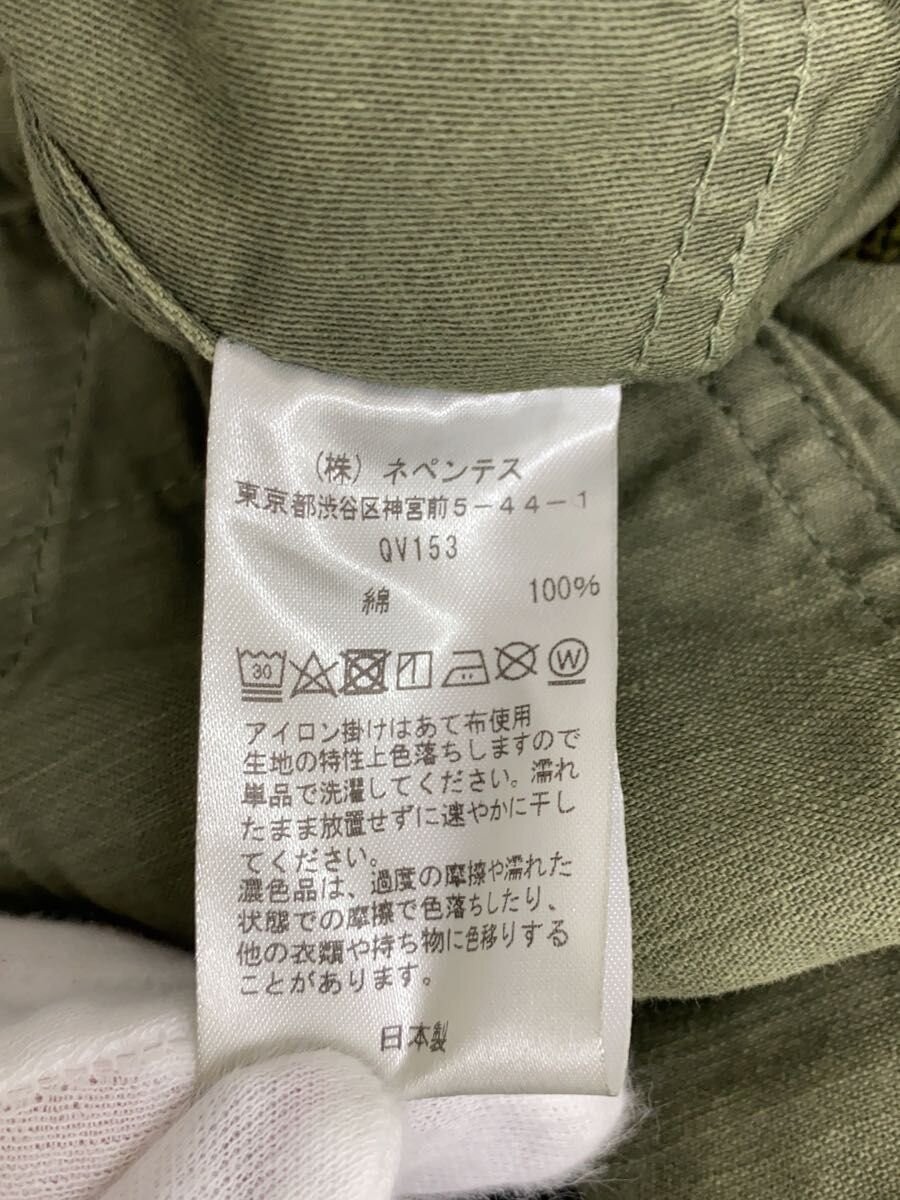 （株）ネペンテス
東京都渋谷区神宮前5-44-1
QV153
綿 100%
30 W
アイロン掛けはあて布使用
生地の特性上色落ちしますので
単品で洗濯してください。濡れ
たまま放置せずに速やかに干し
てください。
濃色品は、過度の摩擦や濡れた
状態での摩擦で色落ちしたり、
他の衣類や持ち物に色移りする
ことがあります。
日本製